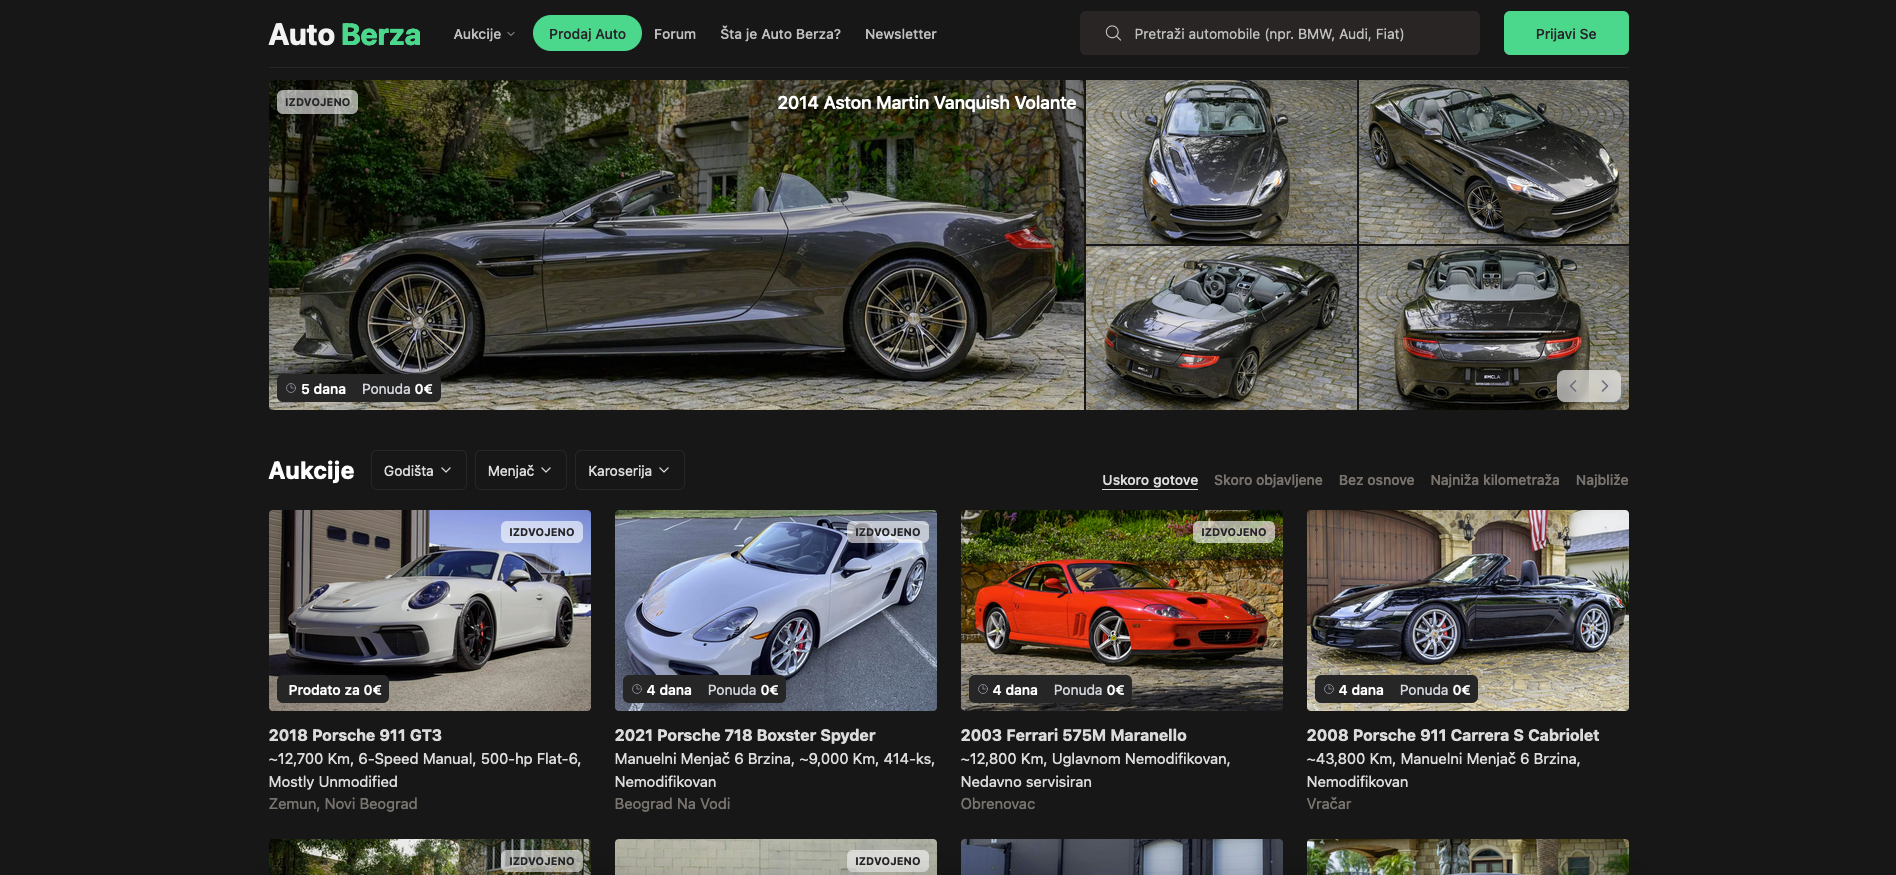 Auto Berza
Aukcije
Prodaj Auto
Forum
Šta je Auto Berza?
Newsletter
Pretraži automobile (npr. BMW, Audi, Fiat)
Prijavi Se
IZDVOJENO
2014 Aston Martin Vanquish Volante
5 dana Ponuda 0€
Aukcije
Godišta
Menjač
Karoserija
Uskoro gotove
Skoro objavljene
Bez osnove
Najniža kilometraža
Najbliže
IZDVOJENO
Prodato za 0€
2018 Porsche 911 GT3
~12,700 Km, 6-Speed Manual, 500-hp Flat-6,
Mostly Unmodified
Zemun, Novi Beograd
IZDVOJENO
4 dana Ponuda 0€
2021 Porsche 718 Boxster Spyder
Manuelni Menjač 6 Brzina, ~9,000 Km, 414-ks,
Nemodifikovan
Beograd Na Vodi
IZDVOJENO
4 dana Ponuda 0€
2003 Ferrari 575M Maranello
~12,800 Km, Uglavnom Nemodifikovan,
Nedavno servisiran
Obrenovac
4 dana Ponuda 0€
2008 Porsche 911 Carrera S Cabriolet
~43,800 Km, Manuelni Menjač 6 Brzina,
Nemodifikovan
Vračar
IZDVOJENO
IZDVOJENO